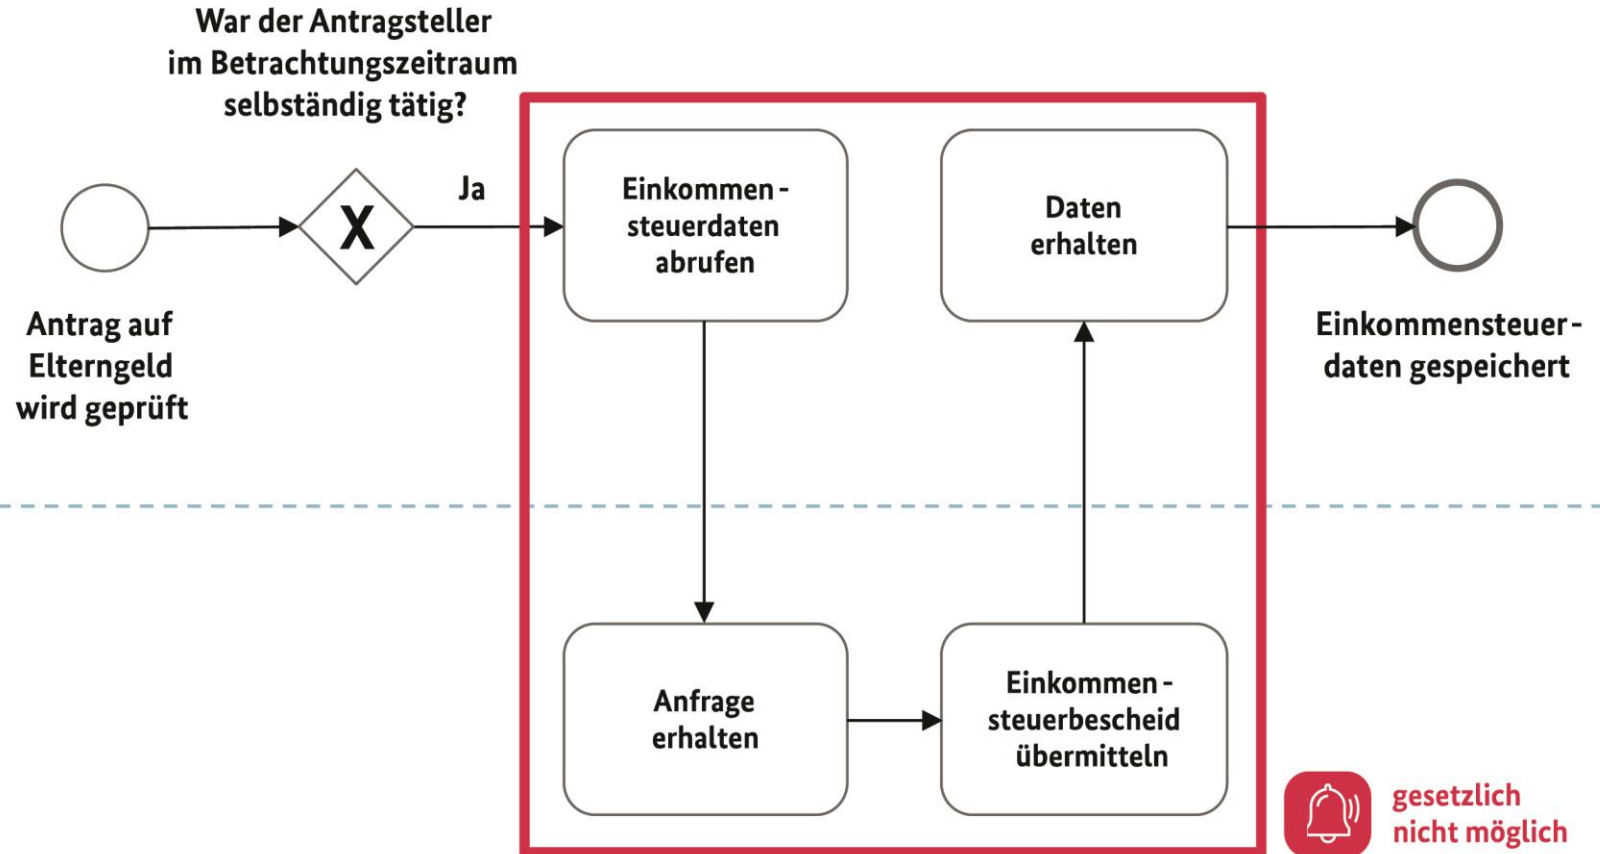 War der Antragsteller
im Betrachtungszeitraum
selbständig tätig?
Antrag auf
Elterngeld
wird geprüft
X
Ja
Einkommen-
steuerdaten
abrufen
Daten
erhalten
Einkommensteuer-
daten gespeichert
Anfrage
erhalten
Einkommen-
steuerbescheid
übermitteln
gesetzlich
nicht möglich